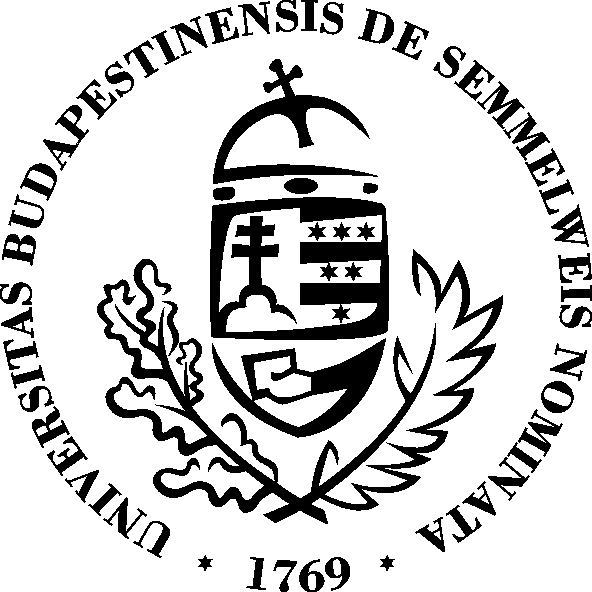 UNIVERSITAS BUDAPESTINENSIS DE SEMMELWEIS NOMINATA
* 1769 *